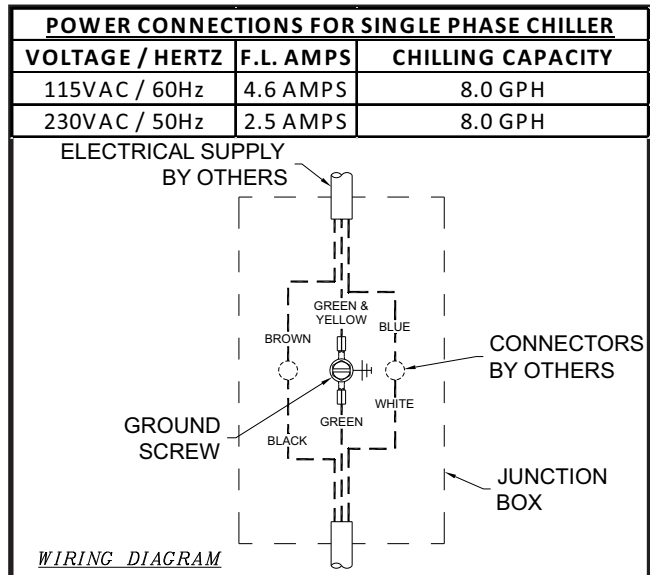 POWER CONNECTIONS FOR SINGLE PHASE CHILLER
VOLTAGE / HERTZ F.L. AMPS CHILLING CAPACITY
115VAC / 60Hz 4.6 AMPS 8.0 GPH
230VAC / 50Hz 2.5 AMPS 8.0 GPH
ELECTRICAL SUPPLY
BY OTHERS
GREEN &
YELLOW
BROWN
BLUE
CONNECTORS
BY OTHERS
WHITE
GREEN
BLACK
GROUND
SCREW
JUNCTION
BOX
WIRING DIAGRAM